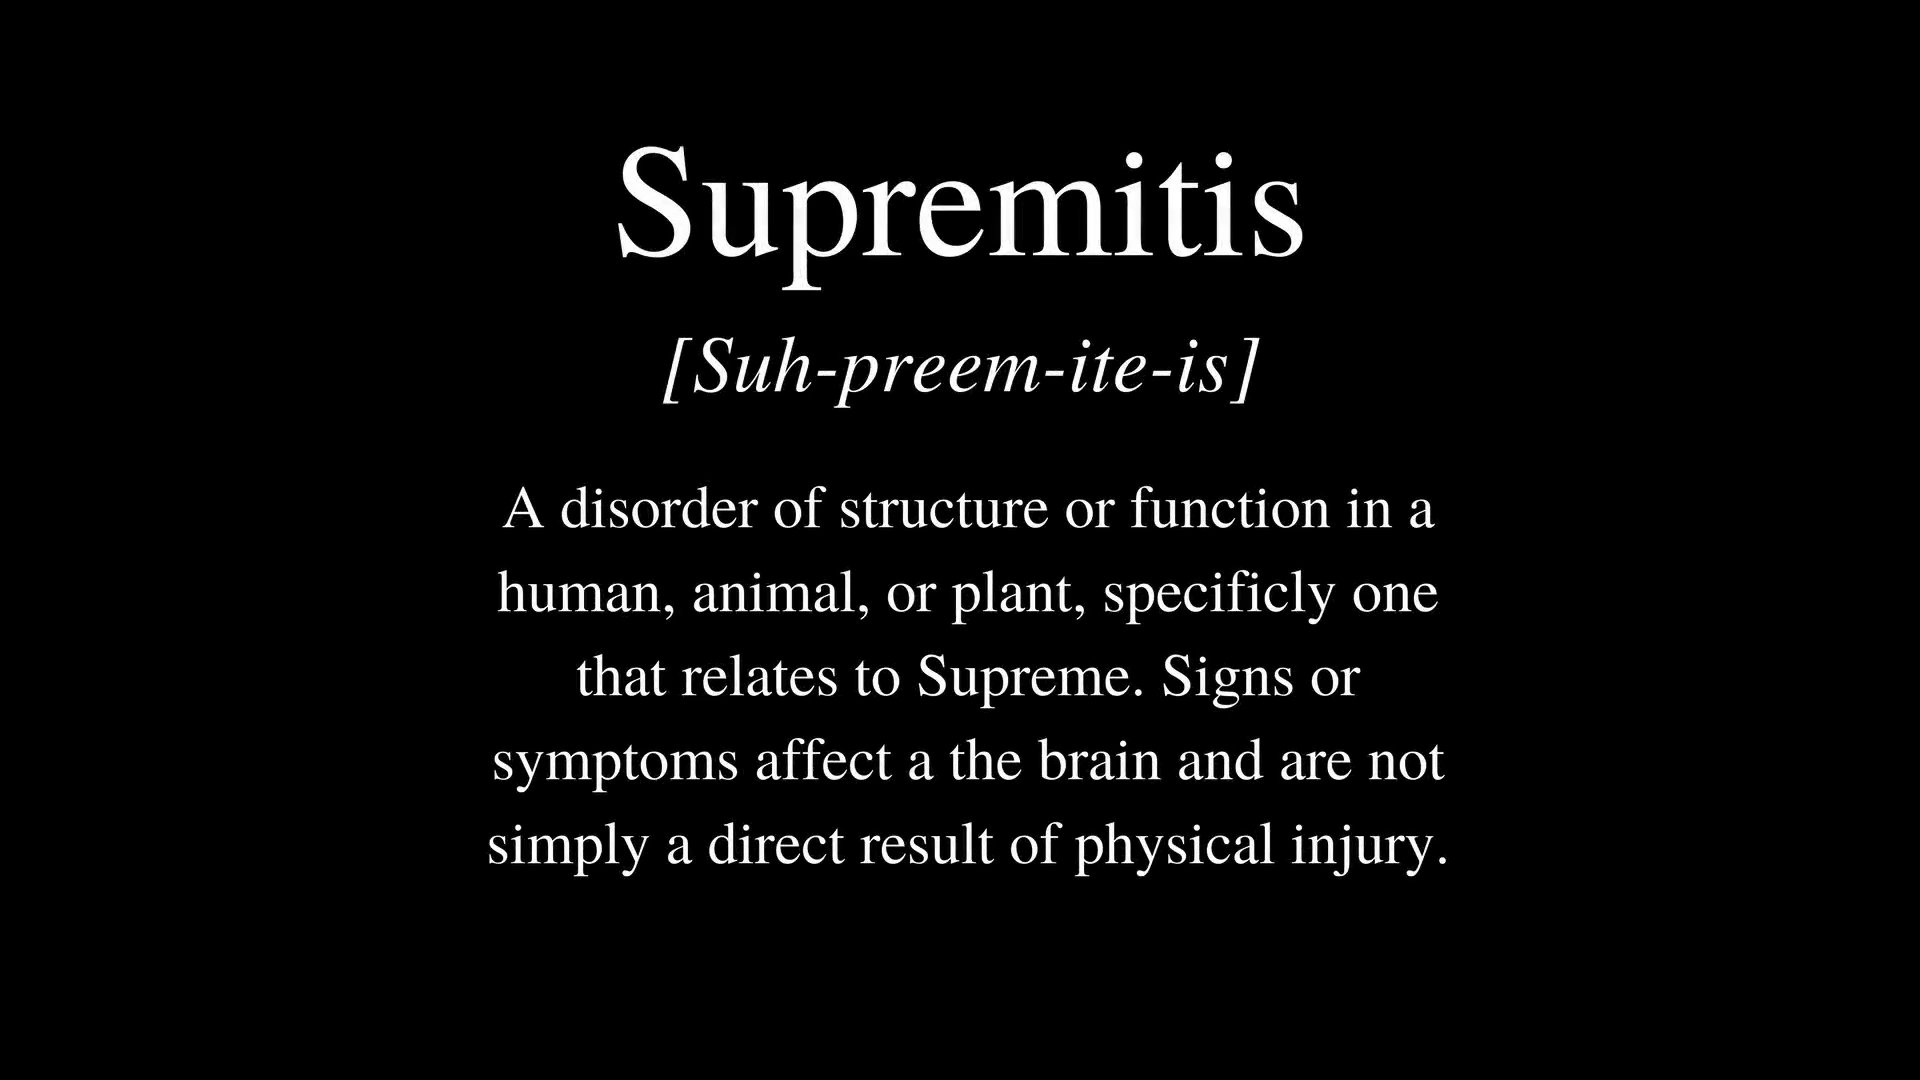 Supremitis
[Suh-preem-ite-is]
A disorder of structure or function in a
human, animal, or plant, specificly one
that relates to Supreme. Signs or
symptoms affect a the brain and are not
simply a direct result of physical injury.